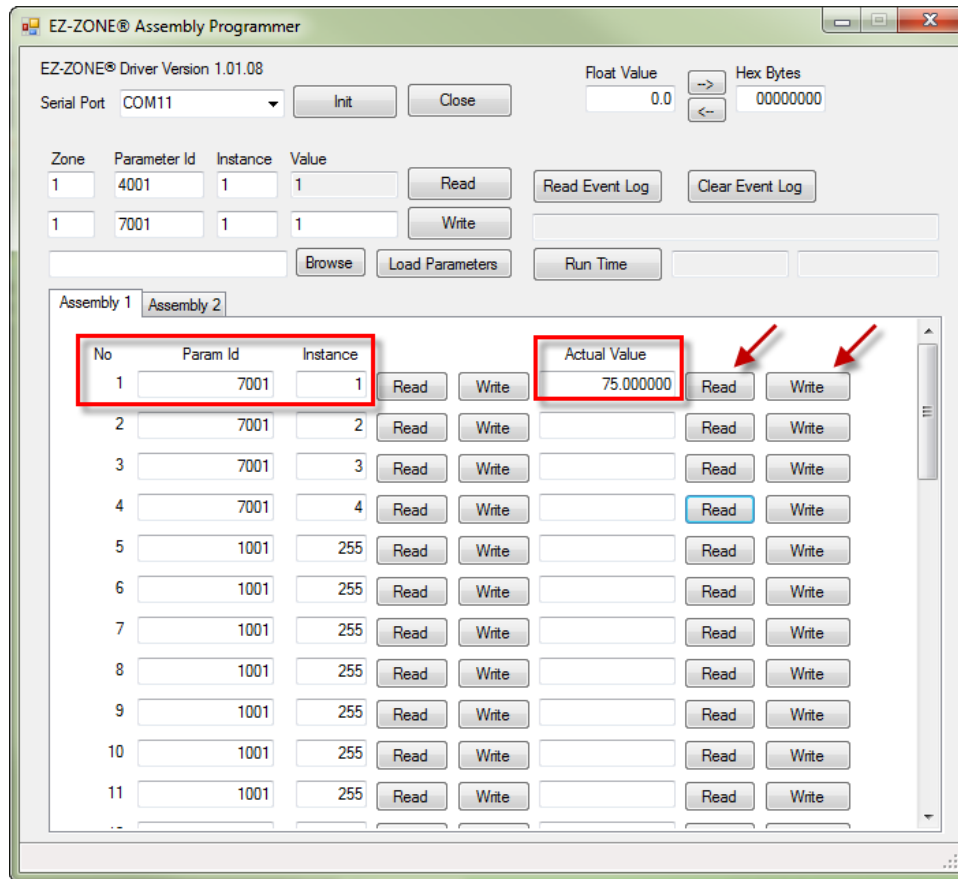 EZ-ZONE® Assembly Programmer
EZ-ZONE® Driver Version 1.01.08
Float Value Hex Bytes
Serial Port COM11 Init Close 0.0 --> <-- 00000000
Zone Parameter Id Instance Value
1 4001 1 1 Read Read Event Log Clear Event Log
1 7001 1 1 Write
Browse Load Parameters Run Time
Assembly 1 Assembly 2
No Param Id Instance Actual Value
1 7001 1 Read Write 75.000000 Read Write
2 7001 2 Read Write Read Write
3 7001 3 Read Write Read Write
4 7001 4 Read Write Read Write
5 1001 255 Read Write Read Write
6 1001 255 Read Write Read Write
7 1001 255 Read Write Read Write
8 1001 255 Read Write Read Write
9 1001 255 Read Write Read Write
10 1001 255 Read Write Read Write
11 1001 255 Read Write Read Write